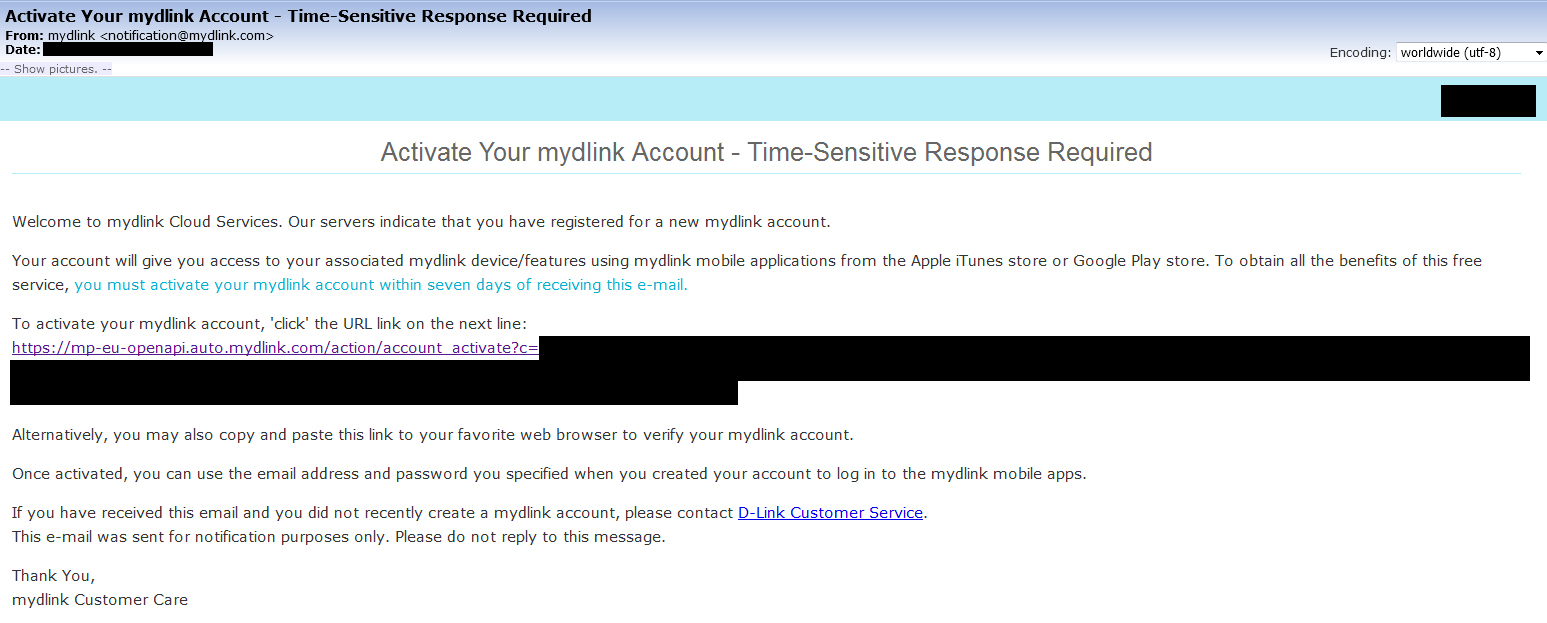 Activate Your mydlink Account - Time-Sensitive Response Required
From: mydlink <notification@mydlink.com>
Date:
Encoding: worldwide (utf-8)
-- Show pictures. --
Activate Your mydlink Account - Time-Sensitive Response Required
Welcome to mydlink Cloud Services. Our servers indicate that you have registered for a new mydlink account.
Your account will give you access to your associated mydlink device/features using mydlink mobile applications from the Apple iTunes store or Google Play store. To obtain all the benefits of this free
service, you must activate your mydlink account within seven days of receiving this e-mail.
To activate your mydlink account, 'click' the URL link on the next line:
https://mp-eu-openapi.auto.mydlink.com/action/account_activate?c=
Alternatively, you may also copy and paste this link to your favorite web browser to verify your mydlink account.
Once activated, you can use the email address and password you specified when you created your account to log in to the mydlink mobile apps.
If you have received this email and you did not recently create a mydlink account, please contact D-Link Customer Service.
This e-mail was sent for notification purposes only. Please do not reply to this message.
Thank You,
mydlink Customer Care